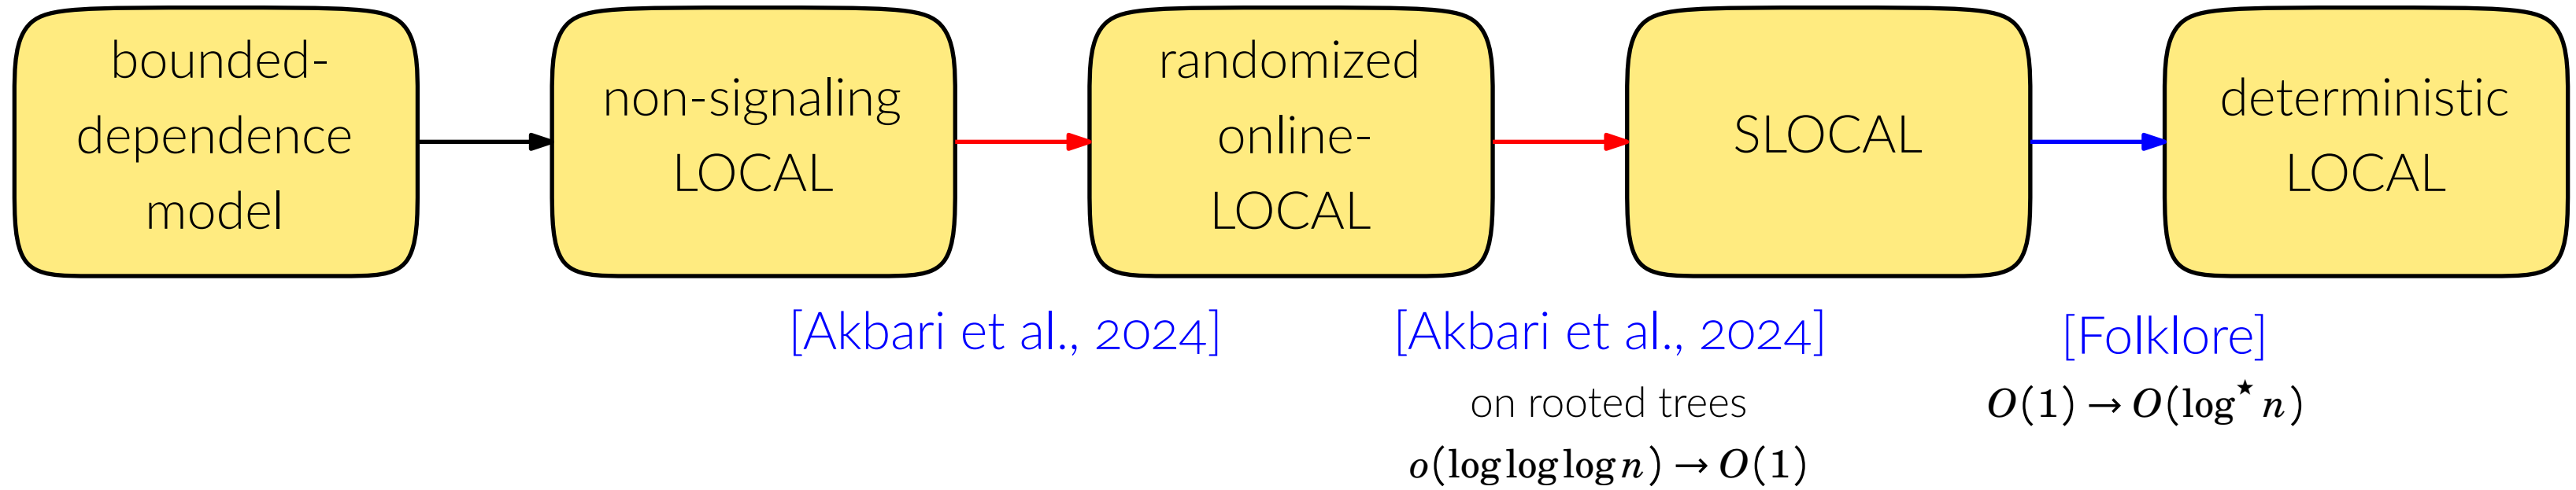 bounded-
dependence
model
non-signaling
LOCAL
randomized
online-
LOCAL
SLOCAL
deterministic
LOCAL
[Akbari et al., 2024]
[Akbari et al., 2024]
on rooted trees
o(log log log n) → O(1)
[Folklore]
O(1) → O(log★ n)